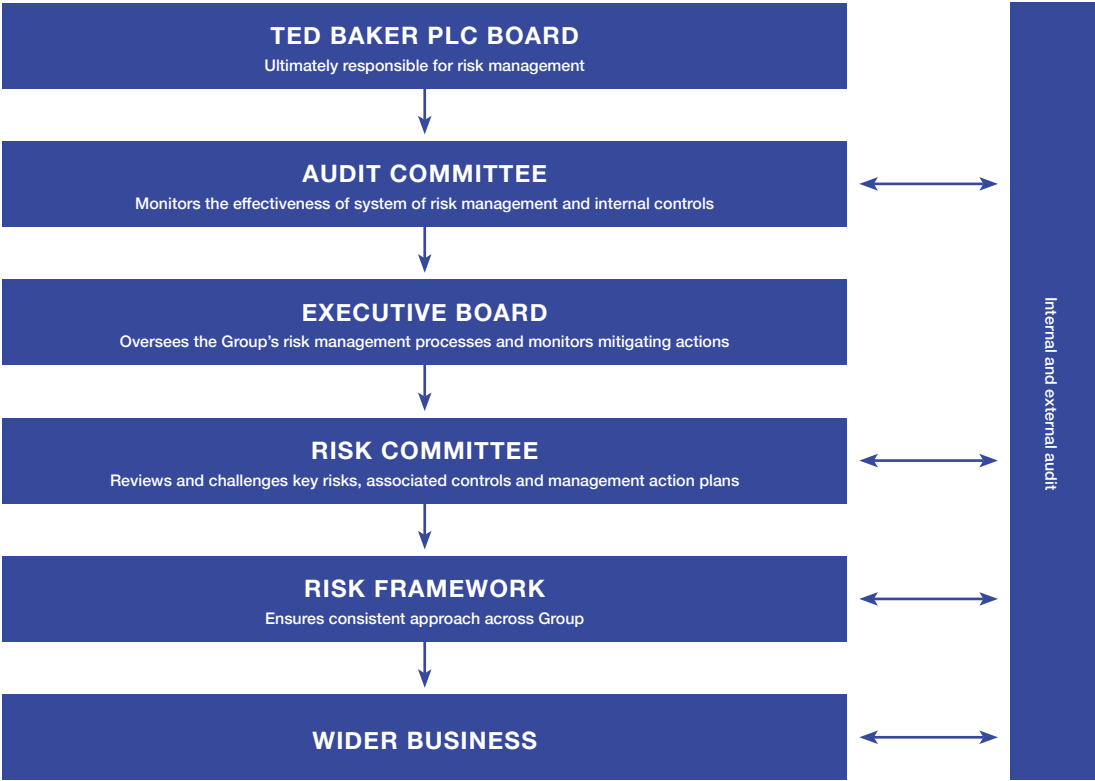 TED BAKER PLC BOARD
Ultimately responsible for risk management
AUDIT COMMITTEE
Monitors the effectiveness of system of risk management and internal controls
EXECUTIVE BOARD
Oversees the Group’s risk management processes and monitors mitigating actions
RISK COMMITTEE
Reviews and challenges key risks, associated controls and management action plans
RISK FRAMEWORK
Ensures consistent approach across Group
WIDER BUSINESS
Internal and external audit